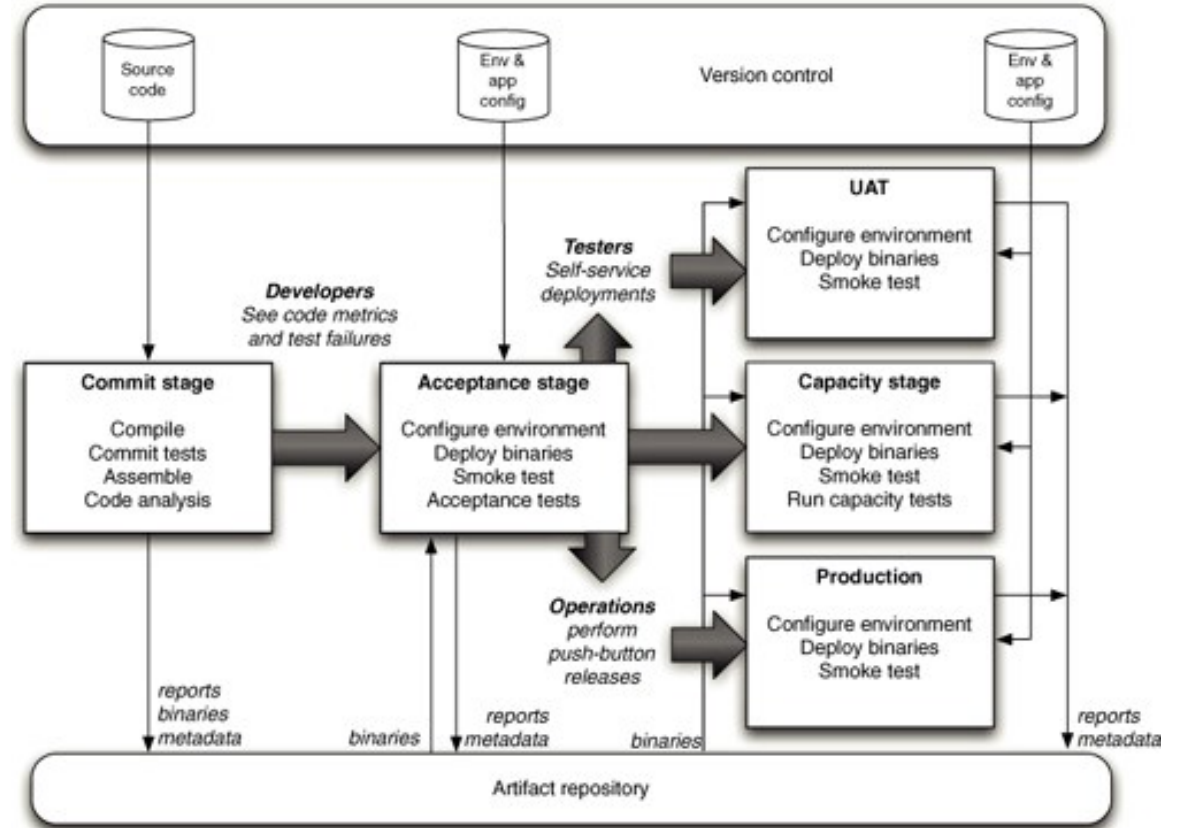 Source
code
Env &
app
config
Version control
Env &
app
config
UAT
Configure environment
Deploy binaries
Smoke test
Testers
Self-service
deployments
Developers
See code metrics
and test failures
Commit stage
Compile
Commit tests
Assemble
Code analysis
Acceptance stage
Configure environment
Deploy binaries
Smoke test
Acceptance tests
Capacity stage
Configure environment
Deploy binaries
Smoke test
Run capacity tests
Operations
perform
push-button
releases
Production
Configure environment
Deploy binaries
Smoke test
reports
binaries
metadata
binaries
reports
metadata
binaries
reports
metadata
Artifact repository